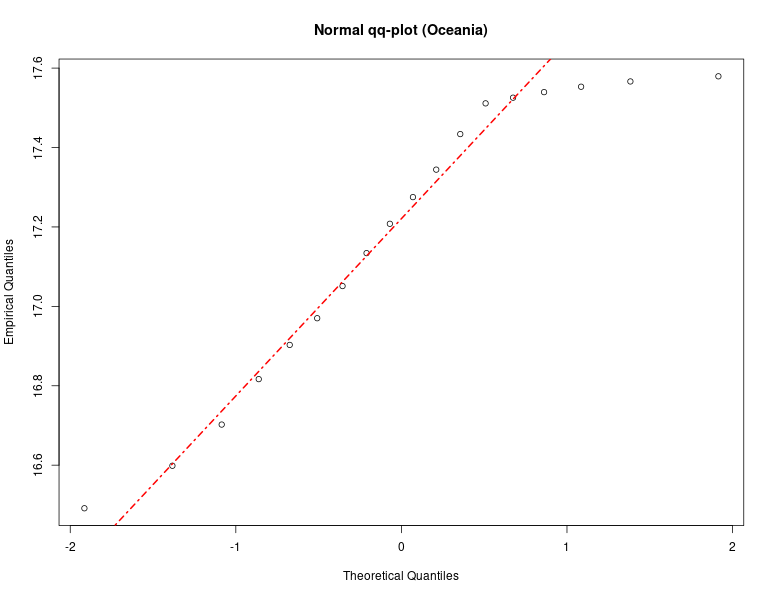 Normal qq-plot (Oceania)
Empirical Quantiles
17.6
17.4
17.2
17.0
16.8
16.6
-2 -1 0 1 2
Theoretical Quantiles